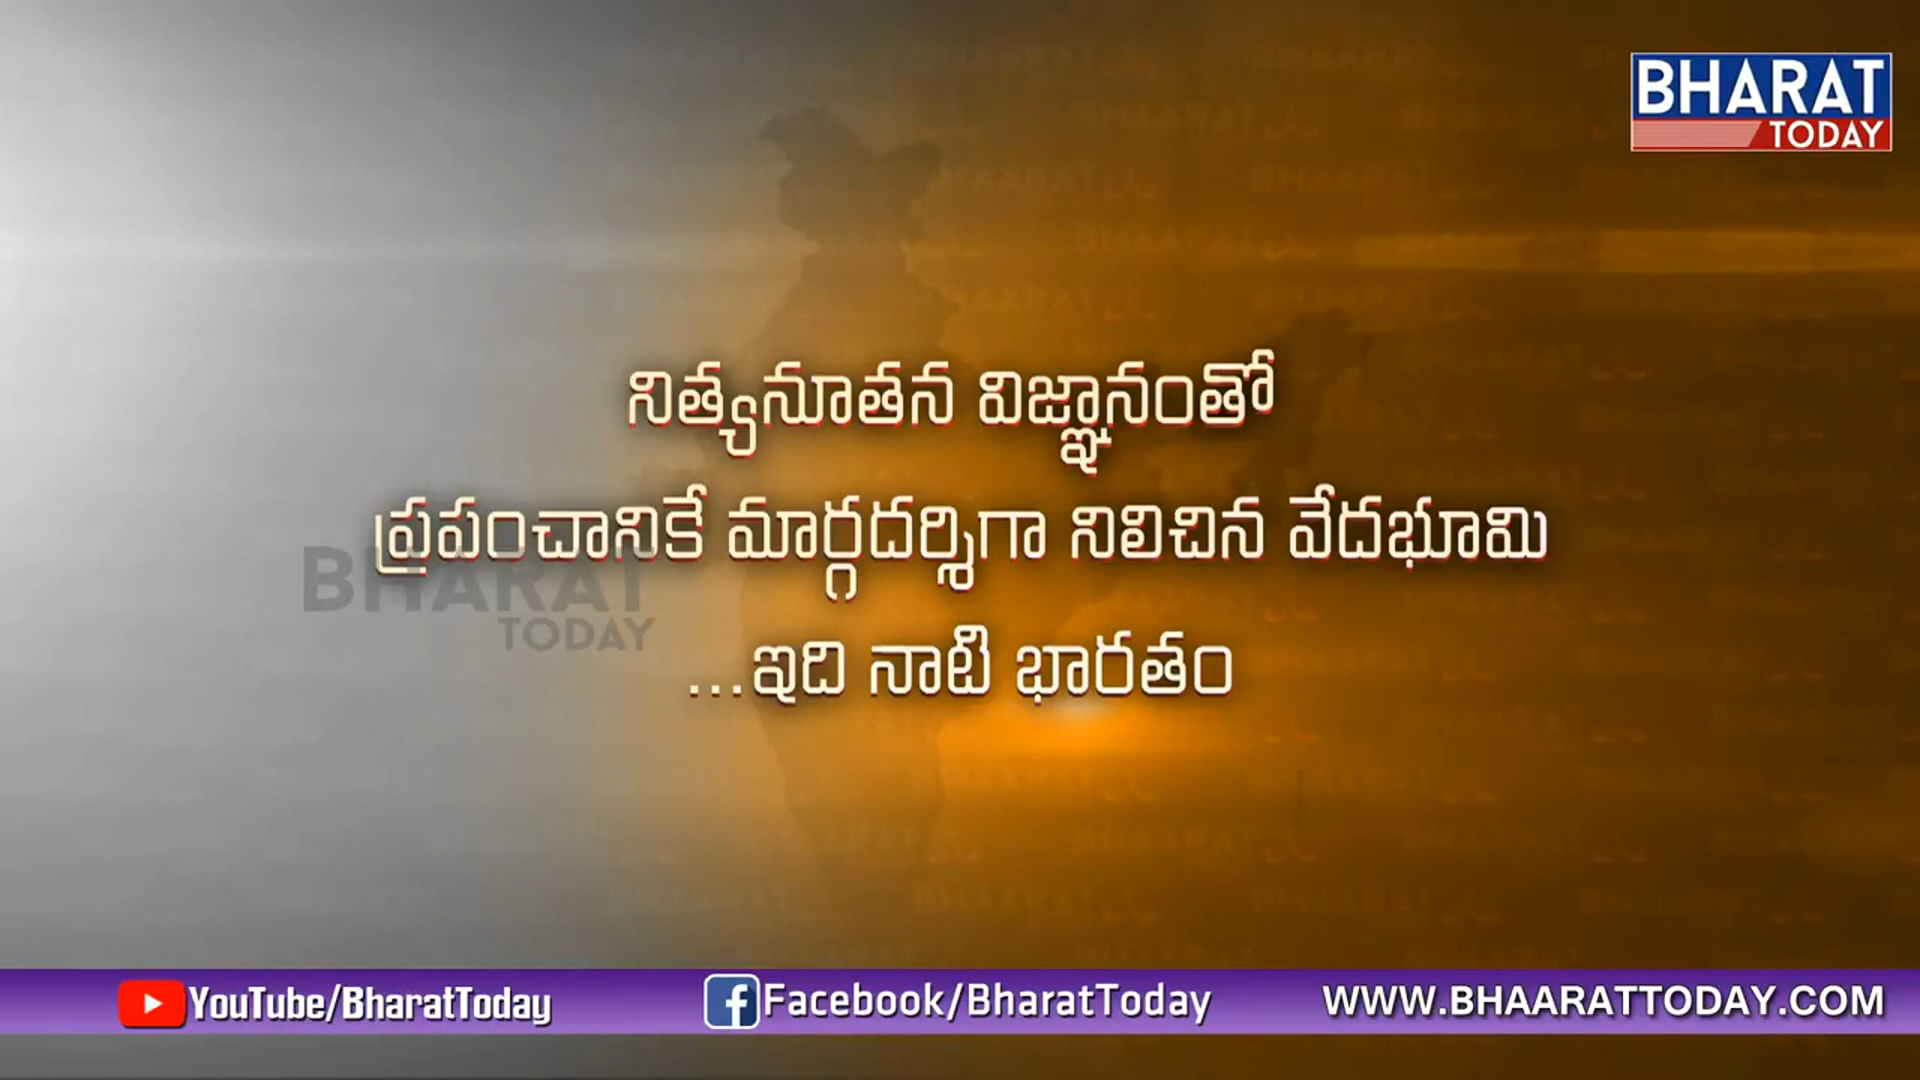 BHARAT
TODAY
నిత్యనూతన విజ్ఞానంతో
ప్రపంచానికే మార్గదర్శిగా నిలిచిన వేదభూమి
BHARAT
TODAY
...ఇది నాటి భారతం
YouTube/BharatToday
Facebook/BharatToday
WWW.BHAARATTODAY.COM